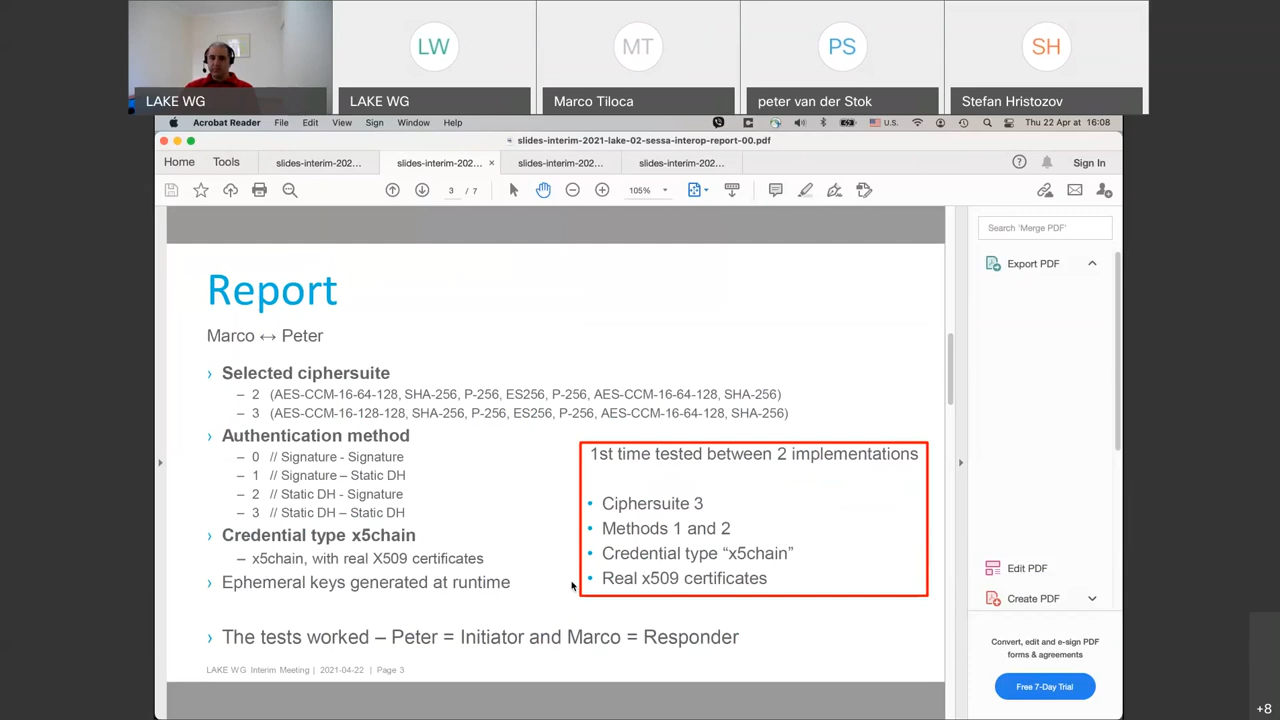 LW
MT
PS
SH
LAKE WG
LAKE WG
Marco Tiloca
peter van der Stok
Stefan Hristozov
Acrobat Reader File Edit View Sign Window Help
U.S. Thu 22 Apr at 16:08
slides-interim-2021-lake-02-sessa-interop-report-00.pdf
Home Tools slides-interim-202... slides-interim-202... × slides-interim-202... slides-interim-202... Sign In
3 / 7 105%
Search 'Merge PDF'
Export PDF
Report
Marco ↔ Peter
› Selected ciphersuite
– 2 (AES-CCM-16-64-128, SHA-256, P-256, ES256, P-256, AES-CCM-16-64-128, SHA-256)
– 3 (AES-CCM-16-128-128, SHA-256, P-256, ES256, P-256, AES-CCM-16-64-128, SHA-256)
› Authentication method
– 0 // Signature - Signature
– 1 // Signature – Static DH
– 2 // Static DH - Signature
– 3 // Static DH – Static DH
› Credential type x5chain
– x5chain, with real X509 certificates
› Ephemeral keys generated at runtime
1st time tested between 2 implementations
• Ciphersuite 3
• Methods 1 and 2
• Credential type “x5chain”
• Real x509 certificates
› The tests worked – Peter = Initiator and Marco = Responder
LAKE WG Interim Meeting | 2021-04-22 | Page 3
Edit PDF
Create PDF
Convert, edit and e-sign PDF
forms & agreements
Free 7-Day Trial
+8